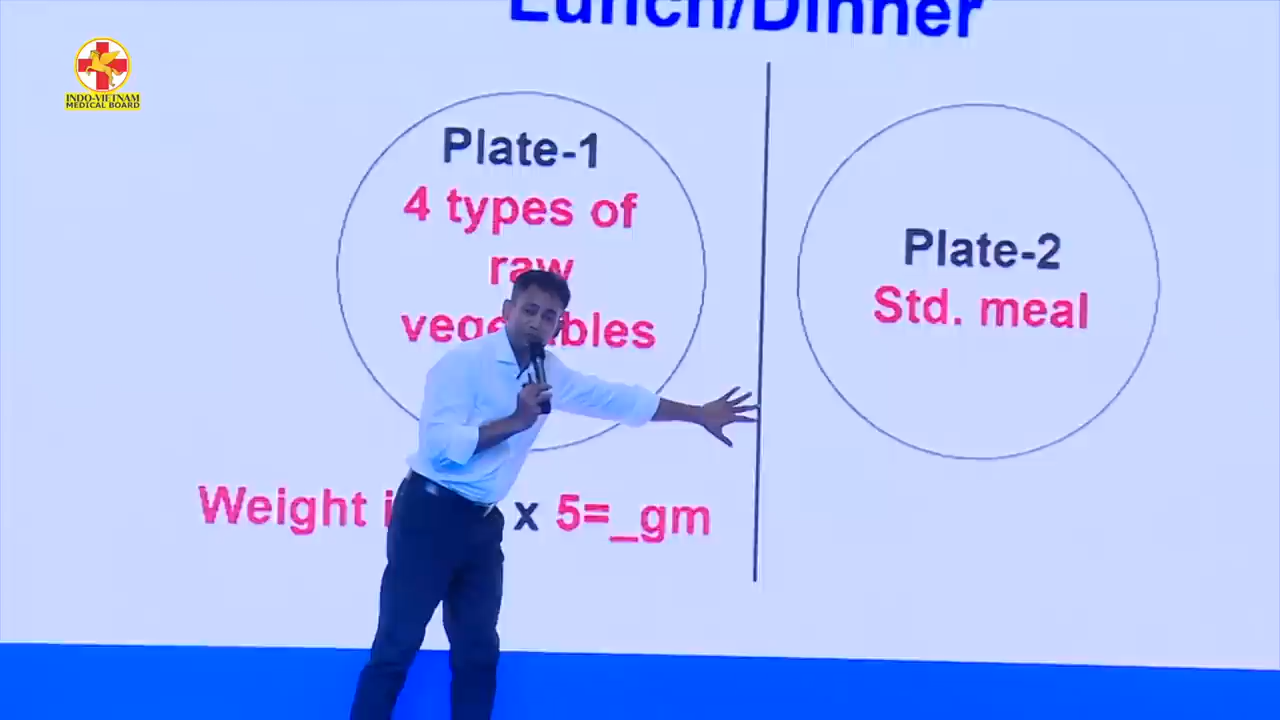 Lunch/Dinner
INDO-VIETNAM
MEDICAL BOARD
Plate-1
4 types of
raw
vegetables
Plate-2
Std. meal
Weight i x 5=_gm